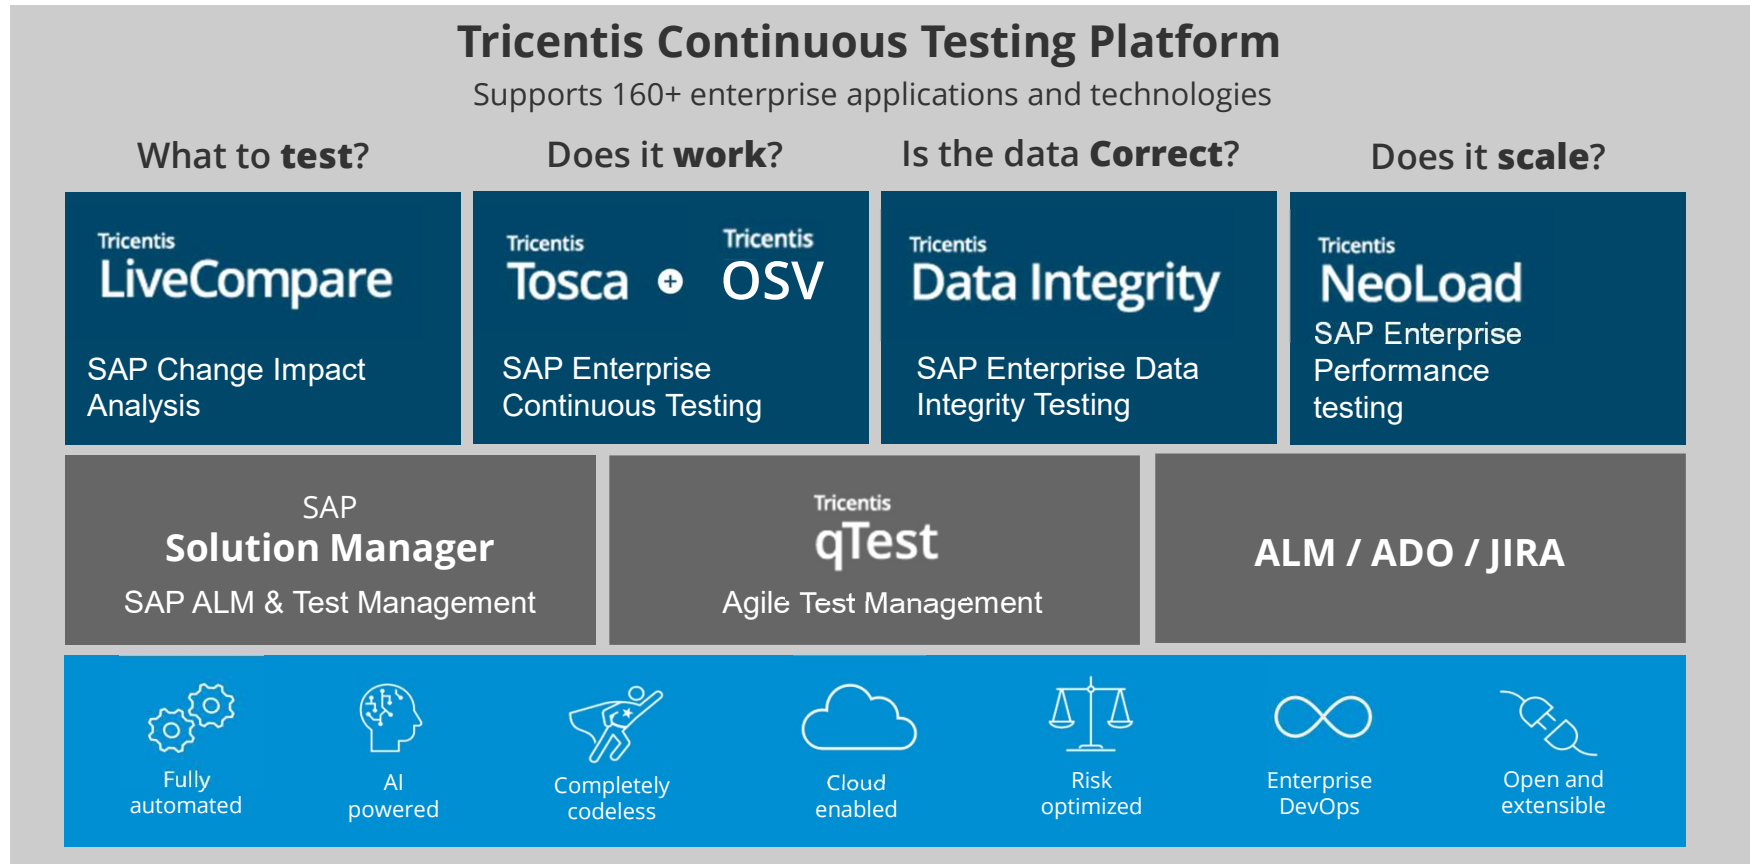 Tricentis Continuous Testing Platform
Supports 160+ enterprise applications and technologies
What to test?
Does it work?
Is the data Correct?
Does it scale?
Tricentis
LiveCompare
SAP Change Impact
Analysis
Tricentis
Tosca
+
Tricentis
OSV
SAP Enterprise
Continuous Testing
Tricentis
Data Integrity
SAP Enterprise Data
Integrity Testing
Tricentis
NeoLoad
SAP Enterprise
Performance
testing
SAP
Solution Manager
SAP ALM & Test Management
Tricentis
qTest
Agile Test Management
ALM / ADO / JIRA
Fully
automated
AI
powered
Completely
codeless
Cloud
enabled
Risk
optimized
Enterprise
DevOps
Open and
extensible